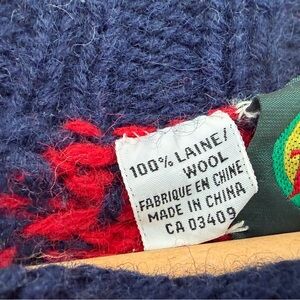 100% LAINE/
WOOL
FABRIQUE EN CHINE
MADE IN CHINA
CA 03409